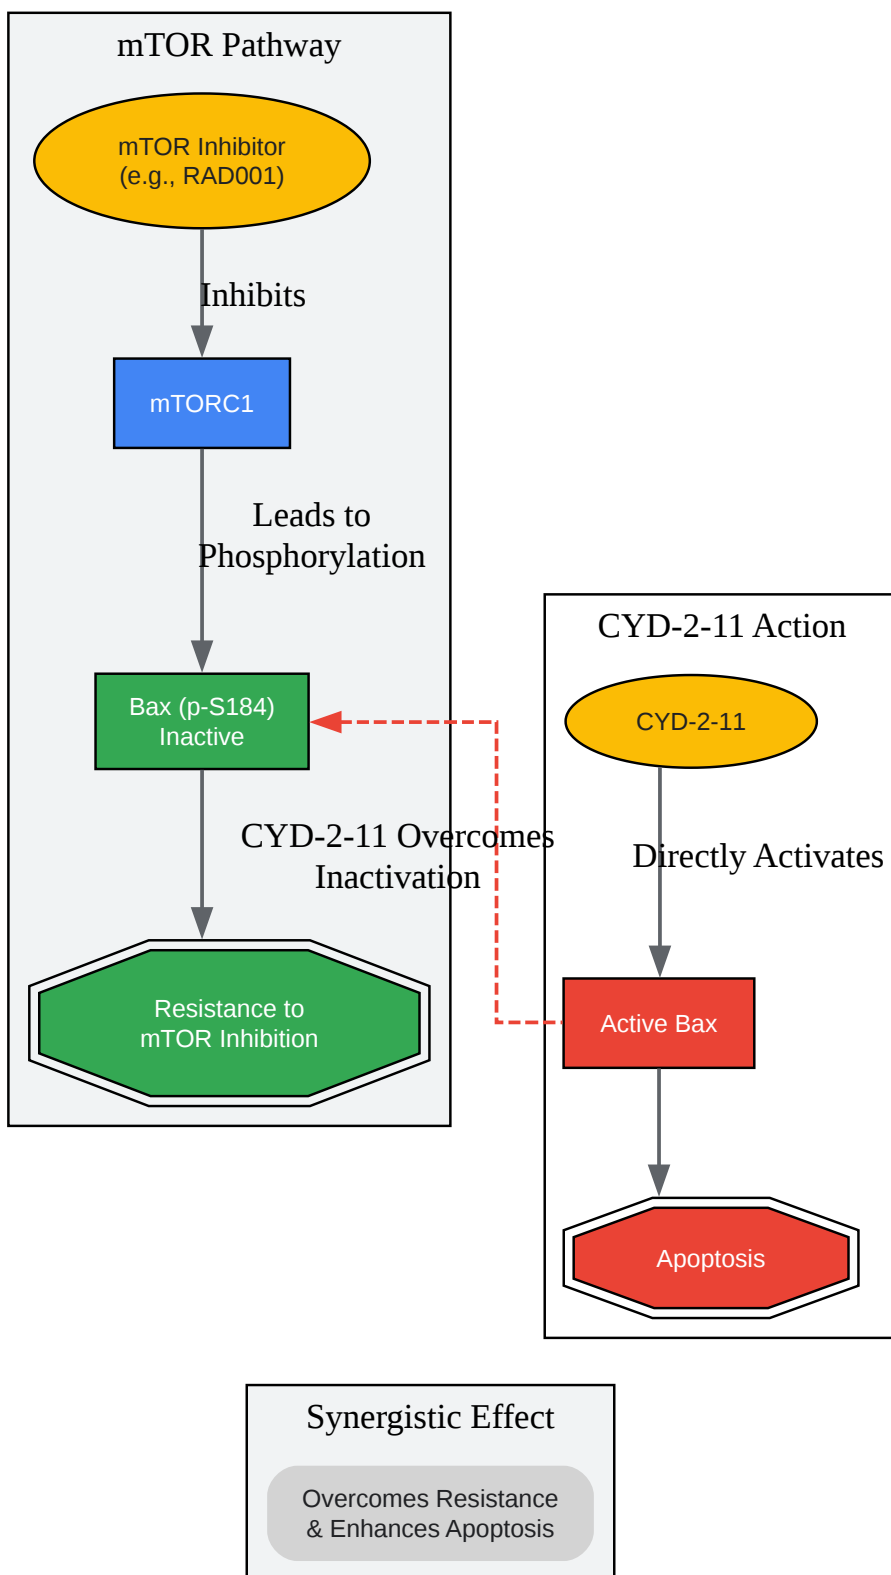 mTOR Pathway
mTOR Inhibitor
(e.g., RAD001)
Inhibits
mTORC1
Leads to
Phosphorylation
Bax (p-S184)
Inactive
CYD-2-11 Overcomes
Inactivation
Resistance to
mTOR Inhibition
CYD-2-11 Action
CYD-2-11
Directly Activates
Active Bax
Apoptosis
Synergistic Effect
Overcomes Resistance
& Enhances Apoptosis